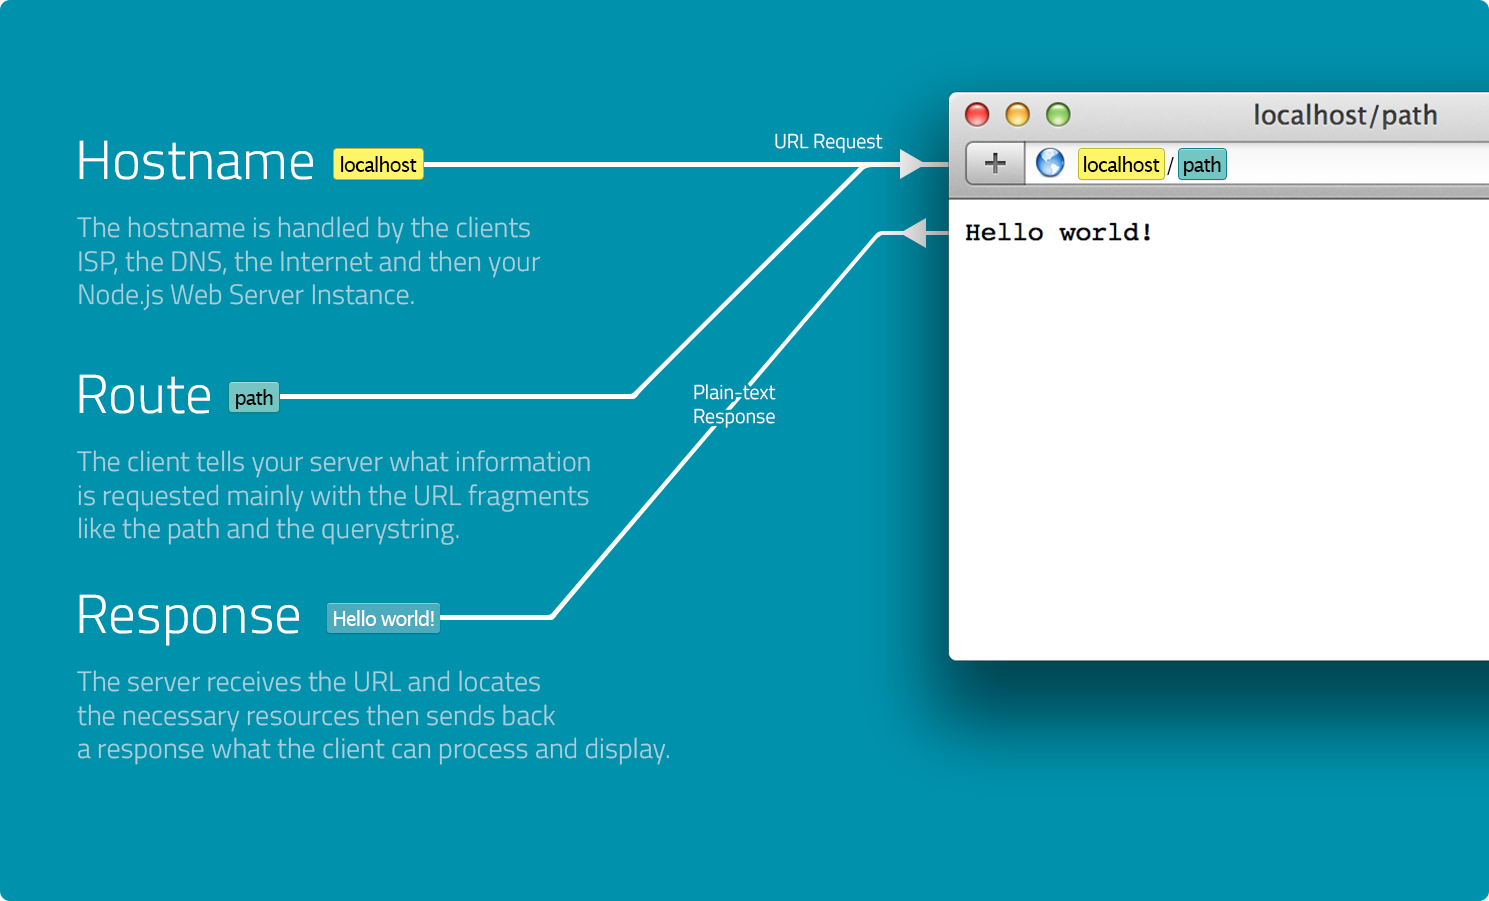 Hostname localhost
The hostname is handled by the clients
ISP, the DNS, the Internet and then your
Node.js Web Server Instance.
Route path
The client tells your server what information
is requested mainly with the URL fragments
like the path and the querystring.
Response Hello world!
The server receives the URL and locates
the necessary resources then sends back
a response what the client can process and display.
URL Request
Plain-text
Response
localhost/path
+ localhost/path
Hello world!